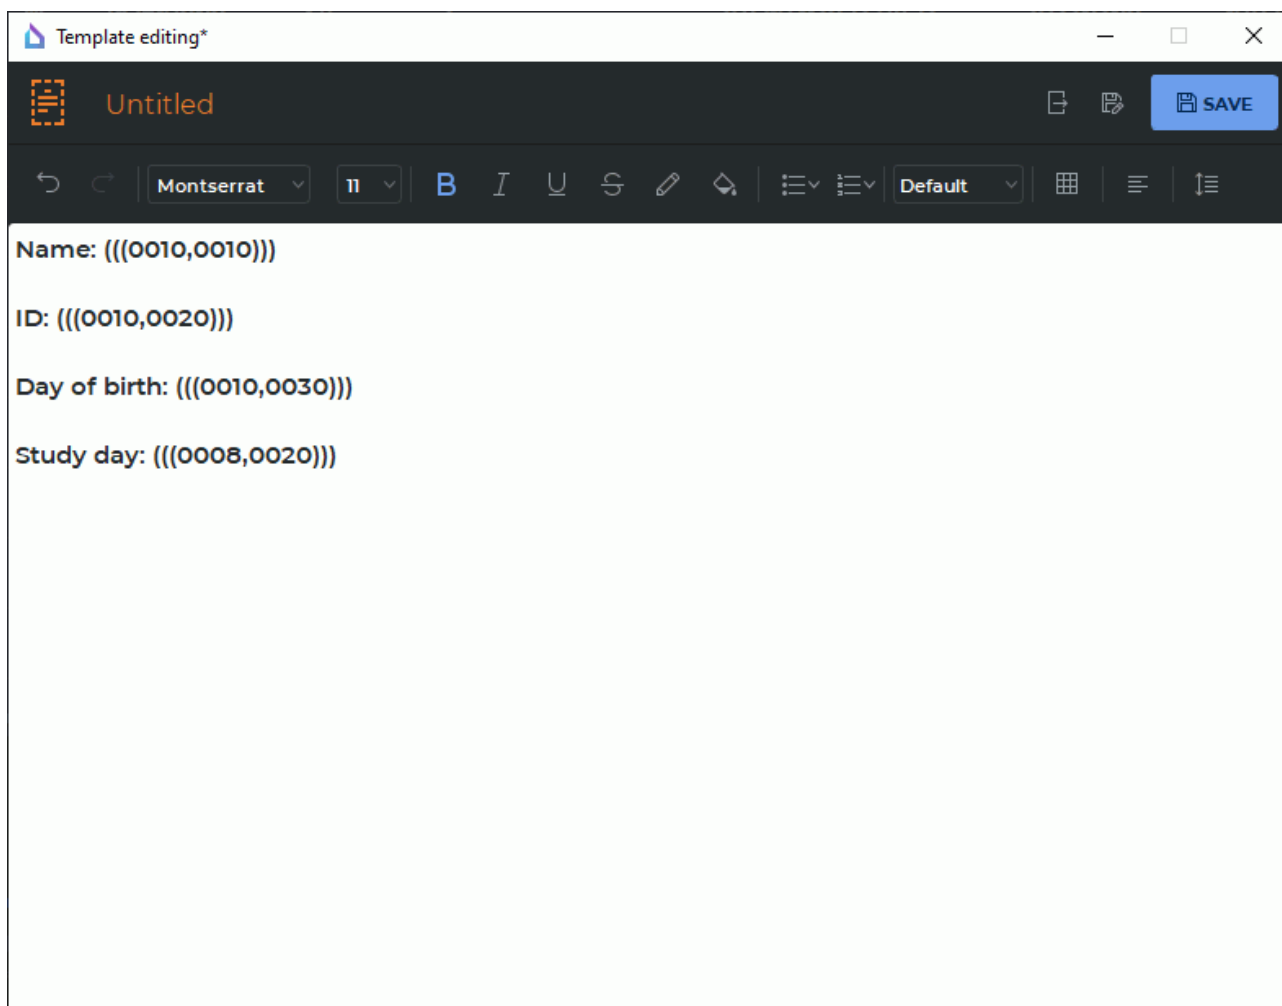 Template editing*
Untitled
SAVE
Montserrat 11 B I U S Default
Name: (((0010,0010)))
ID: (((0010,0020)))
Day of birth: (((0010,0030)))
Study day: (((0008,0020)))